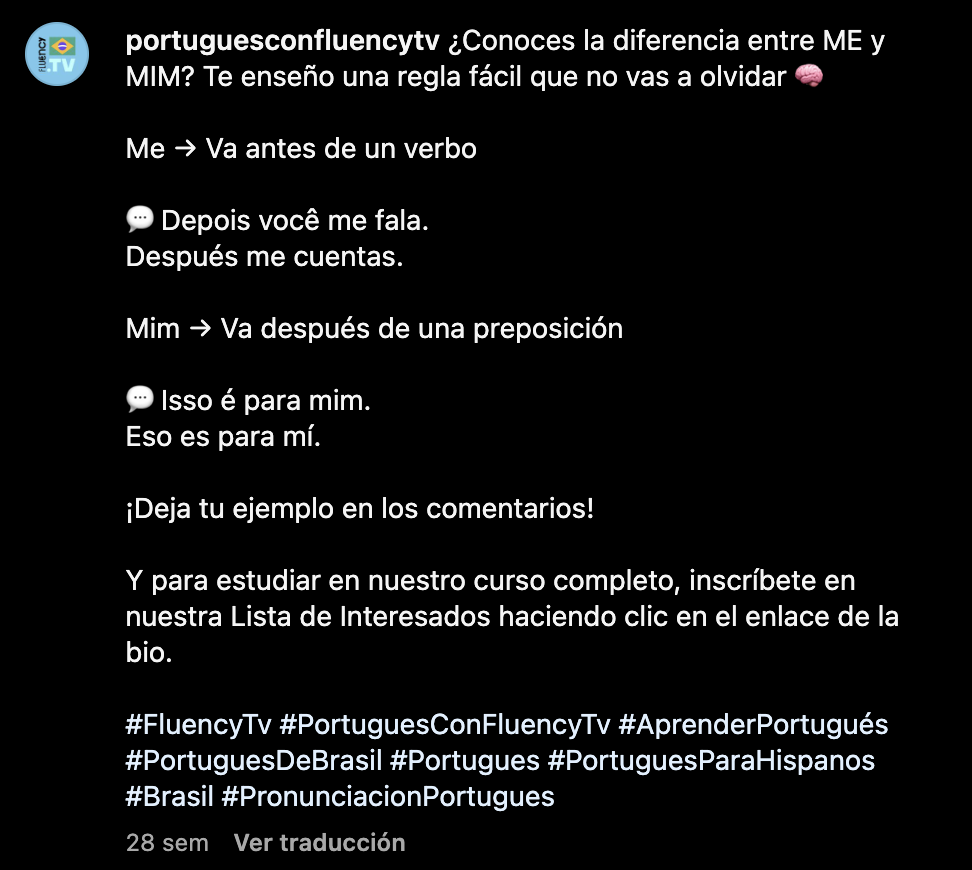 FLUENCY
.TV
portuguesconfluencytv ¿Conoces la diferencia entre ME y
MIM? Te enseño una regla fácil que no vas a olvidar 🧠
Me → Va antes de un verbo
💬 Depois você me fala.
Después me cuentas.
Mim → Va después de una preposición
💬 Isso é para mim.
Eso es para mí.
¡Deja tu ejemplo en los comentarios!
Y para estudiar en nuestro curso completo, inscríbete en
nuestra Lista de Interesados haciendo clic en el enlace de la
bio.
#FluencyTv #PortuguesConFluencyTv #AprenderPortugués
#PortuguesDeBrasil #Portugues #PortuguesParaHispanos
#Brasil #PronunciacionPortugues
28 sem Ver traducción